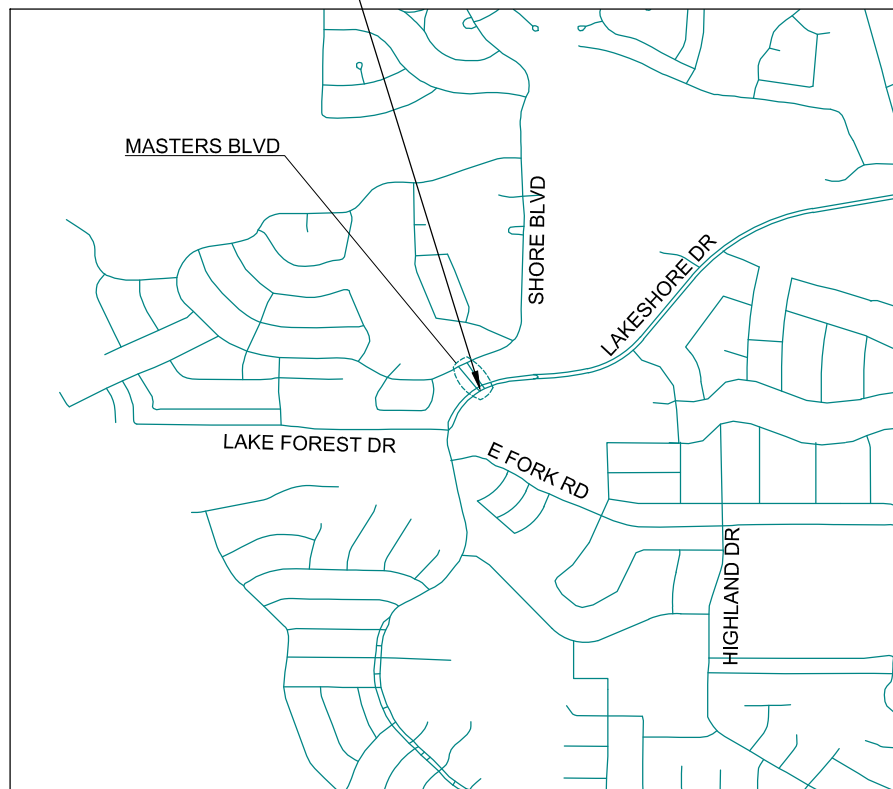 MASTERS BLVD
SHORE BLVD
LAKESHORE DR
LAKE FOREST DR
E FORK RD
HIGHLAND DR